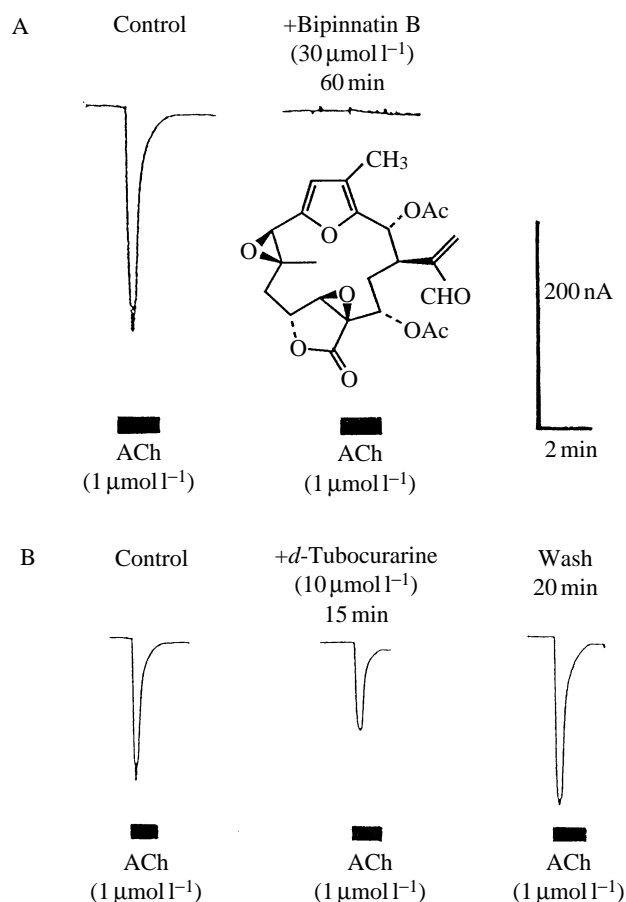 A
Control
+Bipinnatin B
(30 μmol l⁻¹)
60 min
CH₃
O
OAc
O
O
CHO
OAc
O
O
200 nA
2 min
ACh
(1 μmol l⁻¹)
ACh
(1 μmol l⁻¹)
B
Control
+d-Tubocurarine
(10 μmol l⁻¹)
15 min
Wash
20 min
ACh
(1 μmol l⁻¹)
ACh
(1 μmol l⁻¹)
ACh
(1 μmol l⁻¹)